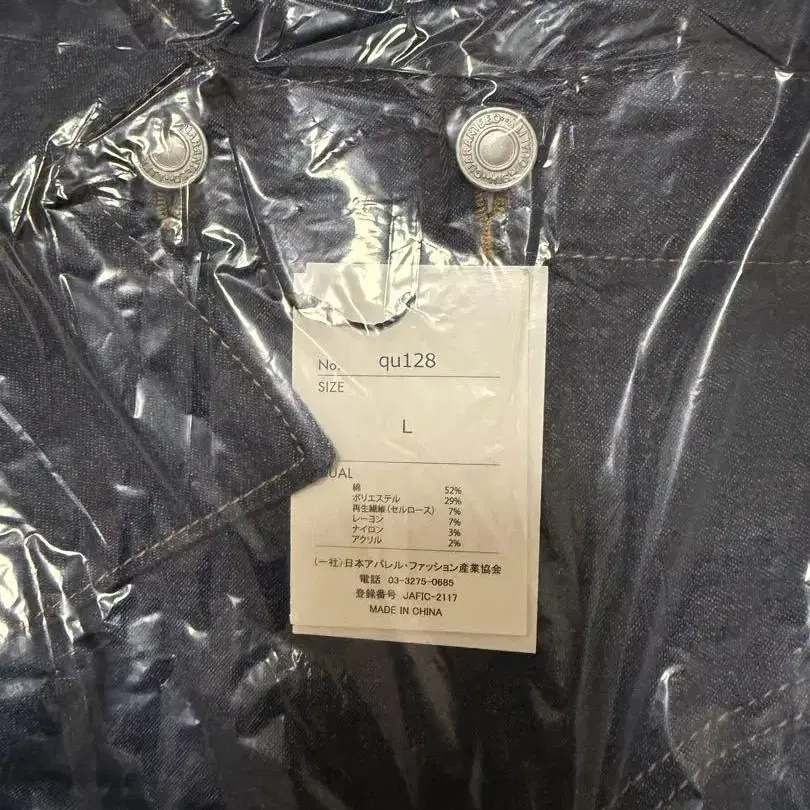 GUARANTEED
No. qu128
SIZE
L
UAL
綿 52%
ポリエステル 29%
再生繊維(セルロース) 7%
レーヨン 7%
ナイロン 3%
アクリル 2%
(一社)日本アパレル・ファッション産業協会
電話 03-3275-0685
登録番号 JAFIC-2117
MADE IN CHINA